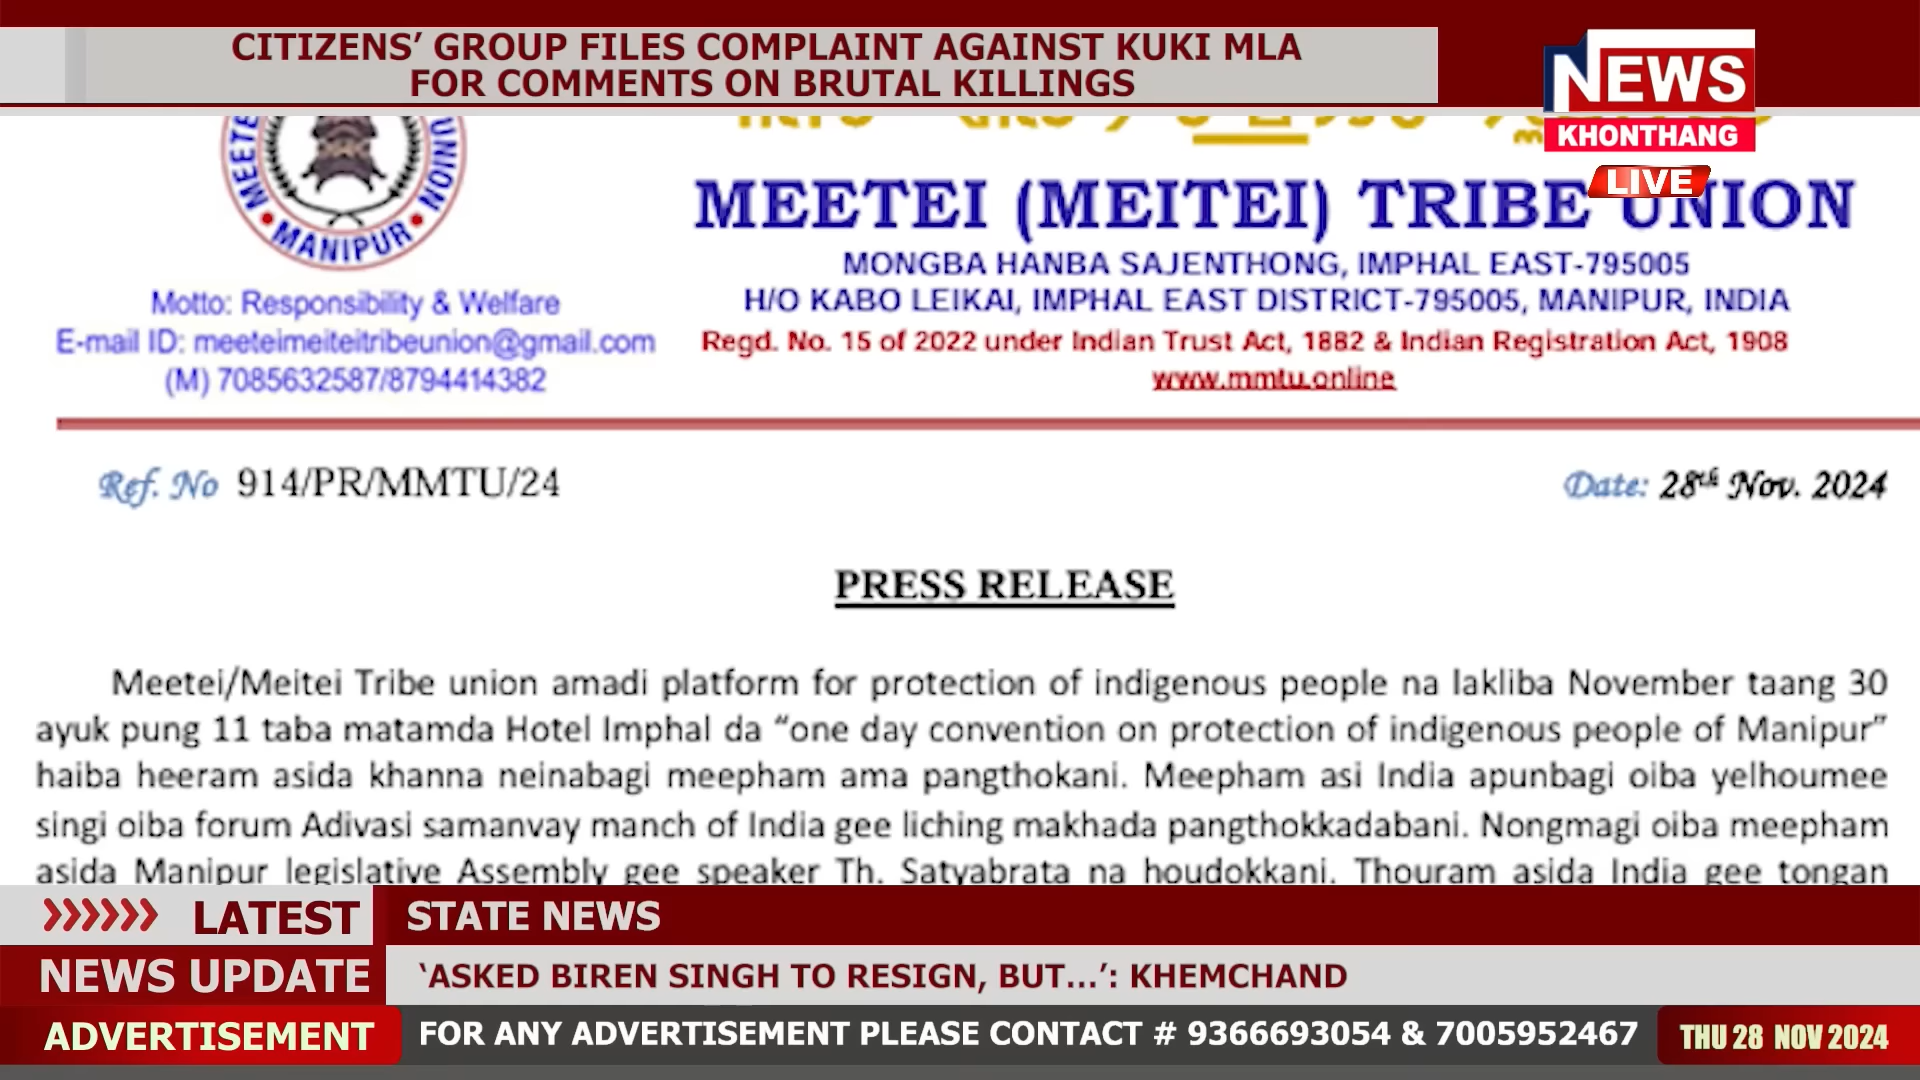 CITIZENS’ GROUP FILES COMPLAINT AGAINST KUKI MLA
FOR COMMENTS ON BRUTAL KILLINGS
NEWS
KHONTHANG
LIVE
MANIPUR
MEETEI (MEITEI) TRIBE UNION
MONGBA HANBA SAJENTHONG, IMPHAL EAST-795005
H/O KABO LEIKAI, IMPHAL EAST DISTRICT-795005, MANIPUR, INDIA
Regd. No. 15 of 2022 under Indian Trust Act, 1882 & Indian Registration Act, 1908
www.mmtu.online
Motto: Responsibility & Welfare
E-mail ID: meeteimeiteitribeunion@gmail.com
(M) 7085632587/8794414382
Ref. No 914/PR/MMTU/24
Date: 28th Nov. 2024
PRESS RELEASE
Meetei/Meitei Tribe union amadi platform for protection of indigenous people na lakliba November taang 30
ayuk pung 11 taba matamda Hotel Imphal da “one day convention on protection of indigenous people of Manipur”
haiba heeram asida khanna neinabagi meepham ama pangthokani. Meepham asi India apunbagi oiba yelhoumee
singi oiba forum Adivasi samanvay manch of India gee liching makhada pangthokkadabani. Nongmagi oiba meepham
asida Manipur legislative Assembly gee speaker Th. Satyabrata na houdokkani. Thouram asida India gee tongan
LATEST
STATE NEWS
NEWS UPDATE
‘ASKED BIREN SINGH TO RESIGN, BUT...’: KHEMCHAND
ADVERTISEMENT
FOR ANY ADVERTISEMENT PLEASE CONTACT # 9366693054 & 7005952467
THU 28 NOV 2024